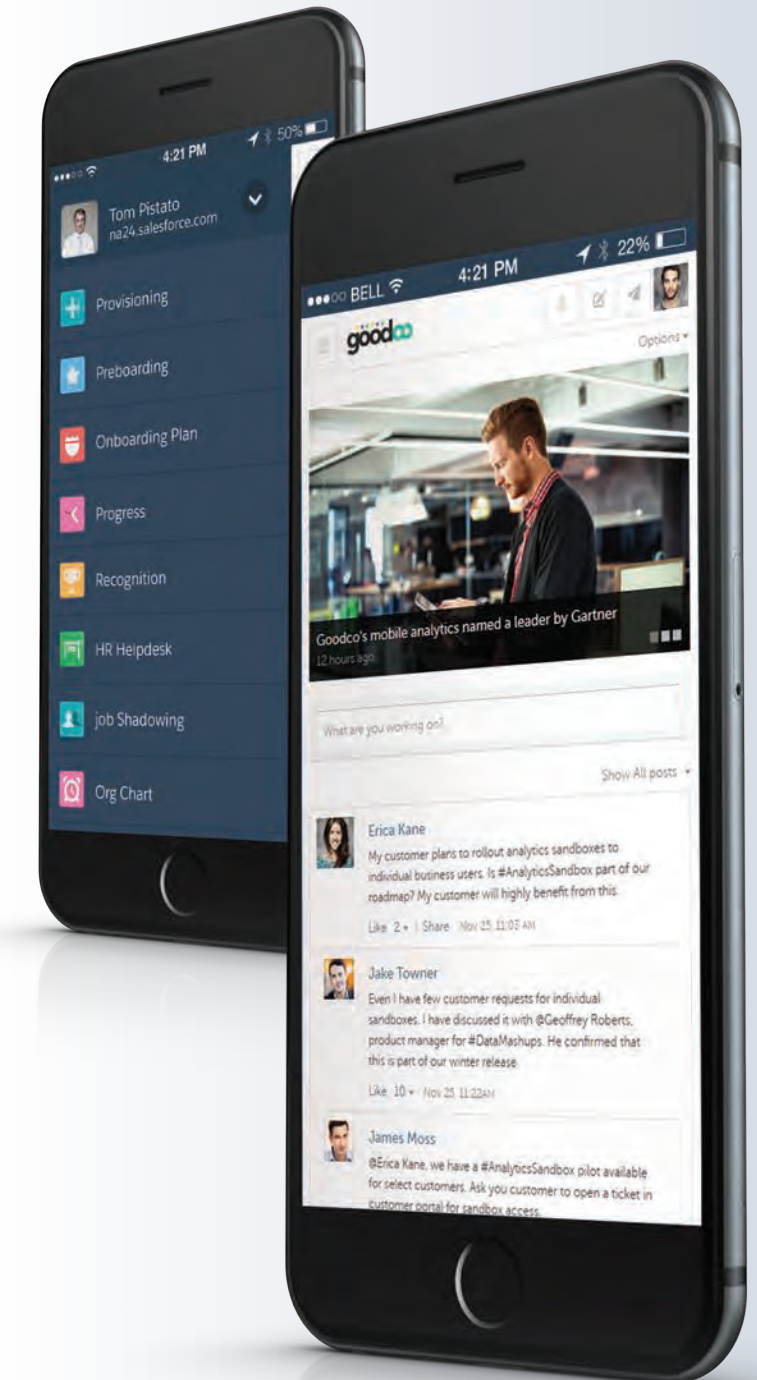 4:21 PM
50%
Tom Pistato
na24.salesforce.com
Provisioning
Preboarding
Onboarding Plan
Progress
Recognition
HR Helpdesk
job Shadowing
Org Chart
BELL
4:21 PM
22%
goodco
Options
Goodco's mobile analytics named a leader by Gartner
12 hours ago
What are you working on?
Show All posts
Erica Kane
My customer plans to rollout analytics sandboxes to
individual business users. Is #AnalyticsSandbox part of our
roadmap? My customer will highly benefit from this.
Like 2 | Share Nov 25, 11:03 AM
Jake Towner
Even I have few customer requests for individual
sandboxes. I have discussed it with @Geoffrey Roberts,
product manager for #DataMashups. He confirmed that
this is part of our winter release
Like 10 Nov 25, 11:22AM
James Moss
@Erica Kane, we have a #AnalyticsSandbox pilot available
for select customers. Ask you customer to open a ticket in
customer portal for sandbox access.